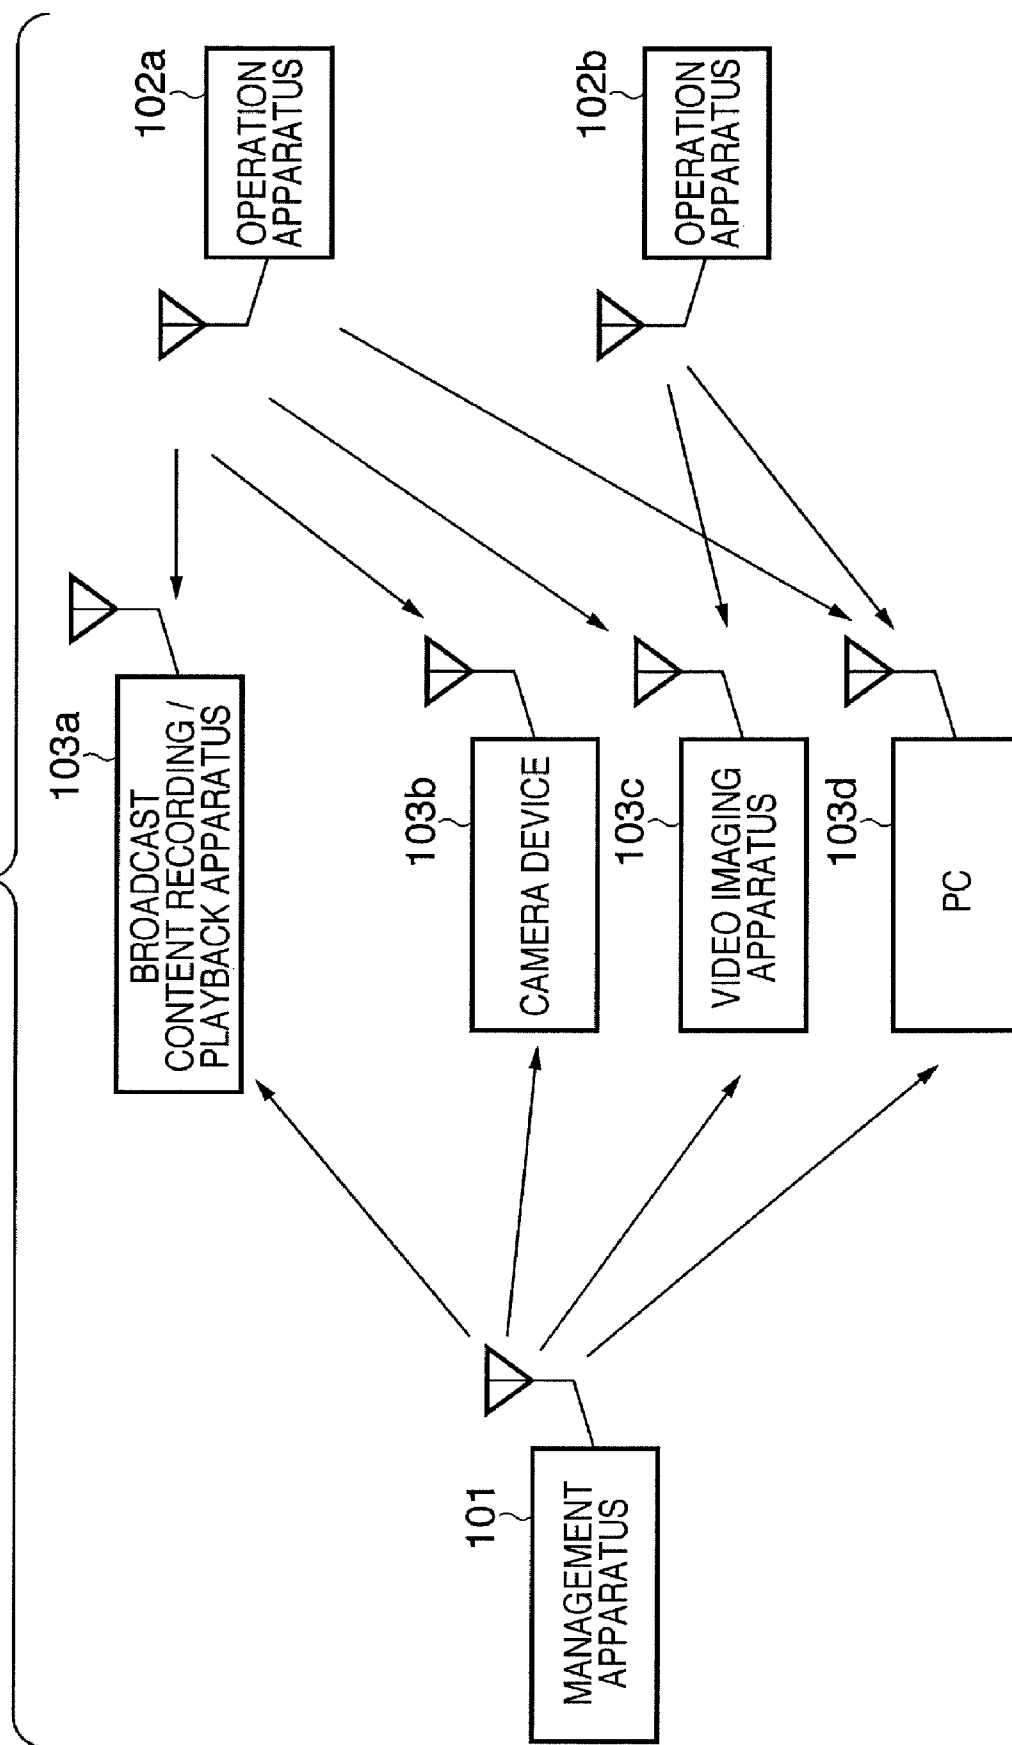 101
MANAGEMENT
APPARATUS
103a
BROADCAST
CONTENT RECORDING /
PLAYBACK APPARATUS
103b
CAMERA DEVICE
103c
VIDEO IMAGING
APPARATUS
103d
PC
102a
OPERATION
APPARATUS
102b
OPERATION
APPARATUS